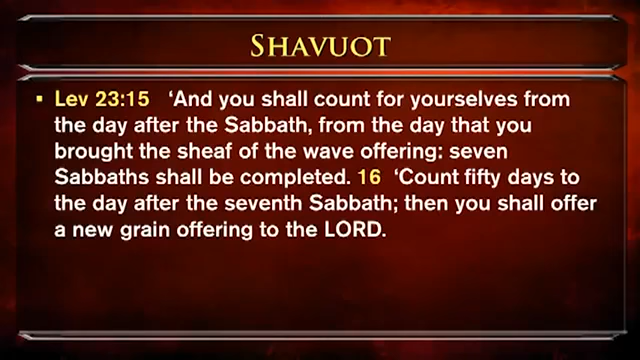 SHAVUOT
▪ Lev 23:15 ‘And you shall count for yourselves from
the day after the Sabbath, from the day that you
brought the sheaf of the wave offering: seven
Sabbaths shall be completed. 16 ‘Count fifty days to
the day after the seventh Sabbath; then you shall offer
a new grain offering to the LORD.